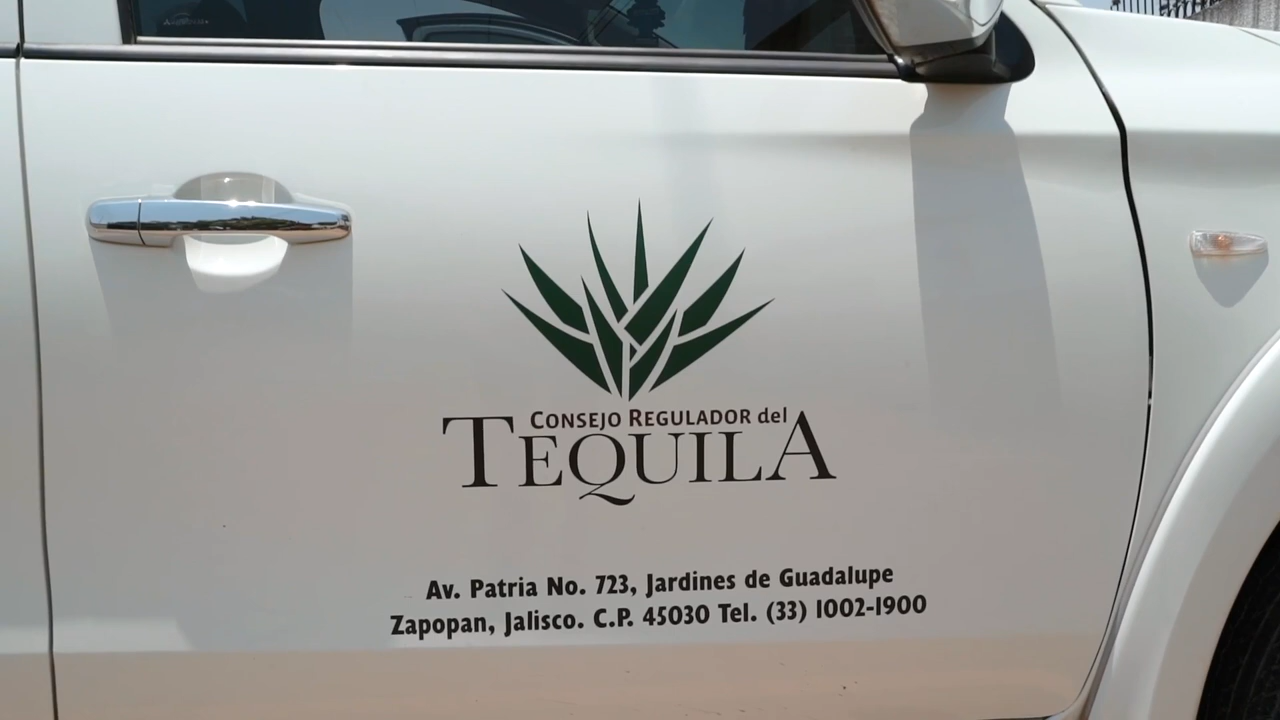 CONSEJO REGULADOR del
TEQUILA
Av. Patria No. 723, Jardines de Guadalupe
Zapopan, Jalisco. C.P. 45030 Tel. (33) 1002-1900